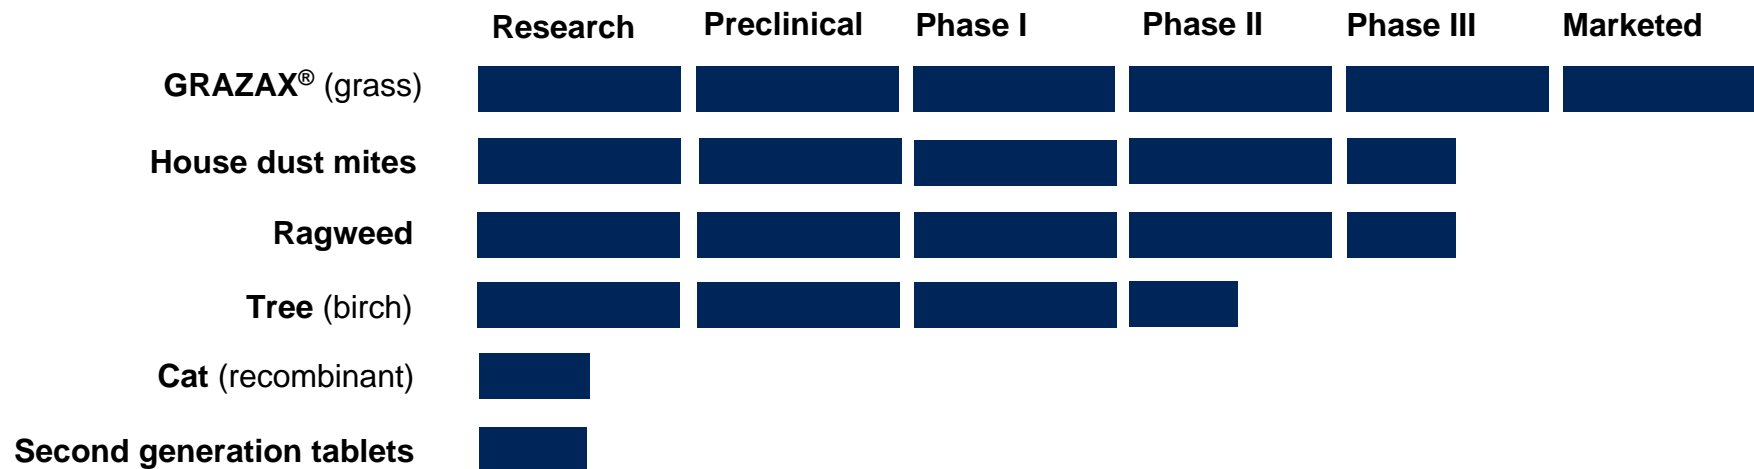 Research Preclinical Phase I Phase II Phase III Marketed
GRAZAX® (grass)
House dust mites
Ragweed
Tree (birch)
Cat (recombinant)
Second generation tablets